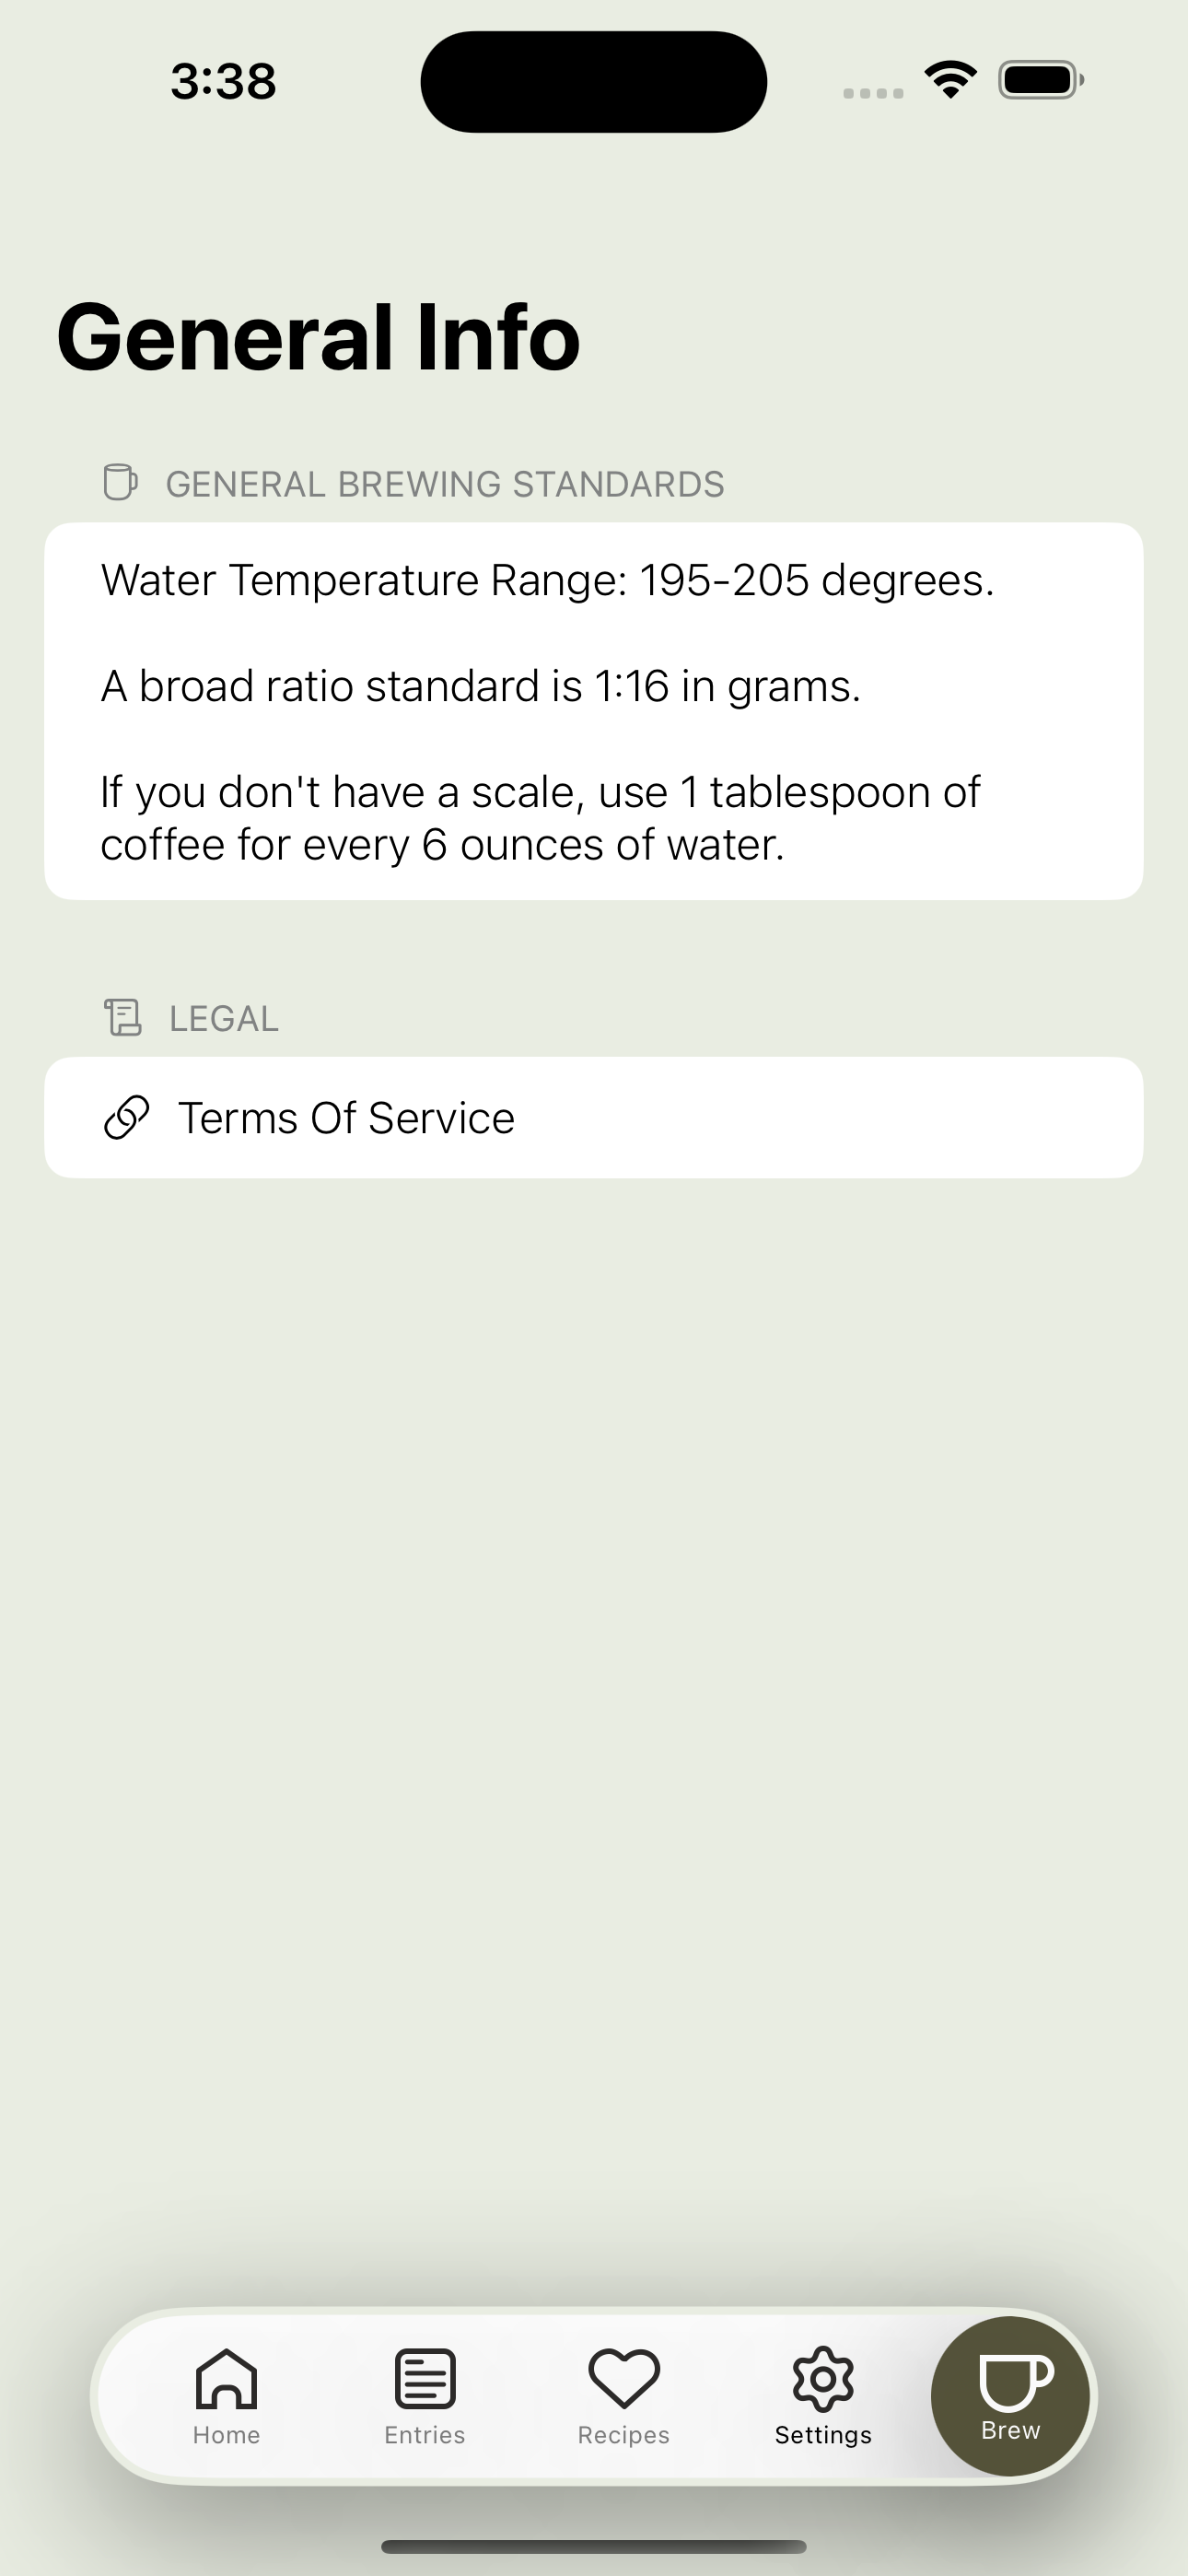 3:38
General Info
GENERAL BREWING STANDARDS
Water Temperature Range: 195-205 degrees.
A broad ratio standard is 1:16 in grams.
If you don't have a scale, use 1 tablespoon of
coffee for every 6 ounces of water.
LEGAL
Terms Of Service
Home
Entries
Recipes
Settings
Brew